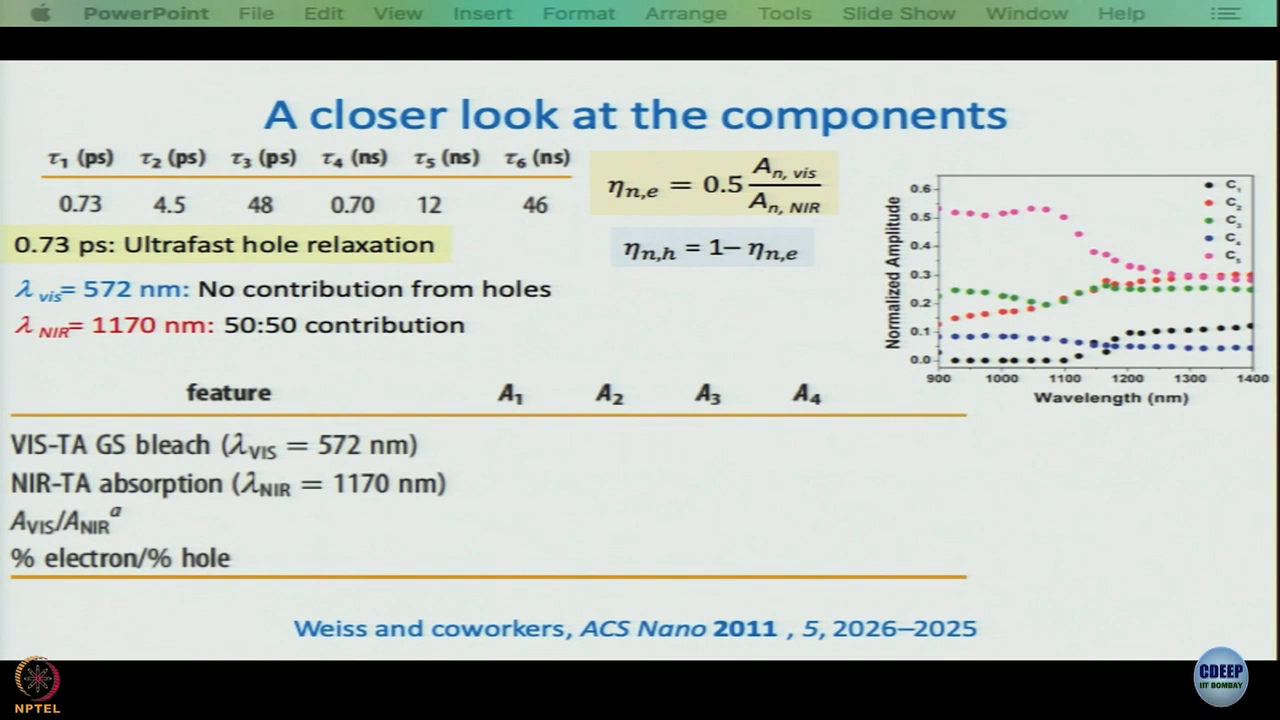 PowerPoint File Edit View Insert Format Arrange Tools Slide Show Window Help
A closer look at the components
τ1 (ps) τ2 (ps) τ3 (ps) τ4 (ns) τ5 (ns) τ6 (ns)
0.73 4.5 48 0.70 12 46
ηn,e = 0.5 An, vis / An, NIR
ηn,h = 1− ηn,e
0.73 ps: Ultrafast hole relaxation
λ vis= 572 nm: No contribution from holes
λ NIR= 1170 nm: 50:50 contribution
Normalized Amplitude
0.6
0.5
0.4
0.3
0.2
0.1
0.0
C1
C2
C3
C4
C5
900 1000 1100 1200 1300 1400
Wavelength (nm)
feature A1 A2 A3 A4
VIS-TA GS bleach (λVIS = 572 nm)
NIR-TA absorption (λNIR = 1170 nm)
AVIS/ANIR a
% electron/% hole
Weiss and coworkers, ACS Nano 2011 , 5, 2026–2025
NPTEL
CDEEP
IIT BOMBAY